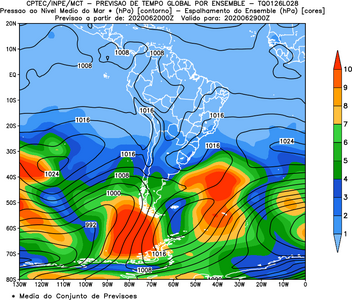 CPTEC/INPE/MCT - PREVISAO DE TEMPO GLOBAL POR ENSEMBLE - TQ0126L028
Pressao ao Nivel Medio do Mar * (hPa) [contorno] - Espalhamento do Ensemble (hPa) [cores]
Previsao a partir de: 2020062000Z Valido para: 2020062900Z
20N
10N
EQ
10S
20S
30S
40S
50S
60S
70S
80S
130W 120W 110W 100W 90W 80W 70W 60W 50W 40W 30W 20W 10W 0
1008
1008
1008
1016
1016
1016
1016
1016
1024
1024
1008
1000
992
1016
1008
10
9
8
7
6
5
4
3
2
1
* Media do Conjunto de Previsoes